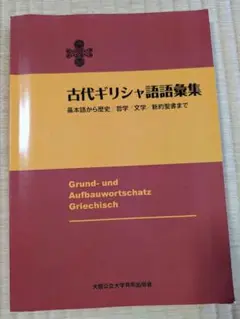 古代ギリシャ語語彙集
基本語から歴史／哲学／文学／新約聖書まで
Grund- und
Aufbauwortschatz
Griechisch
大阪公立大学共同出版会